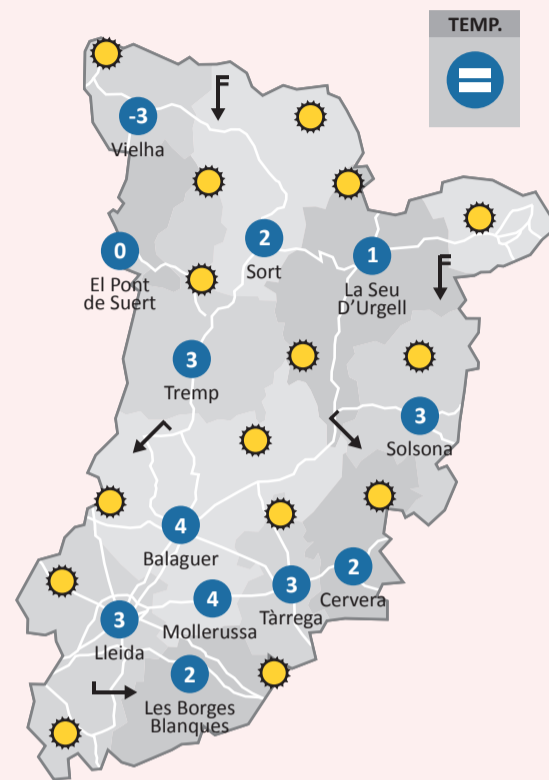 TEMP.
-3
Vielha
0
El Pont
de Suert
2
Sort
1
La Seu
D'Urgell
3
Tremp
3
Solsona
4
Balaguer
2
Cervera
3
Tàrrega
4
Mollerussa
3
Lleida
2
Les Borges
Blanques